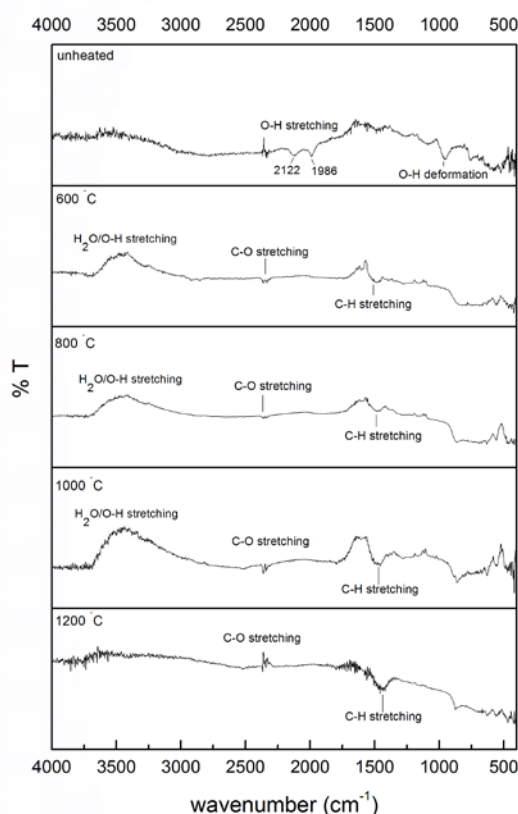 4000 3500 3000 2500 2000 1500 1000 500
unheated
O-H stretching
2122 1986
O-H deformation
600 °C
H2O/O-H stretching
C-O stretching
C-H stretching
800 °C
H2O/O-H stretching
C-O stretching
C-H stretching
% T
1000 °C
H2O/O-H stretching
C-O stretching
C-H stretching
1200 °C
C-O stretching
C-H stretching
4000 3500 3000 2500 2000 1500 1000 500
wavenumber (cm-1)